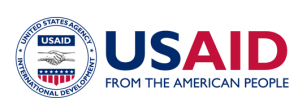 UNITED STATES AGENCY
USAID
INTERNATIONAL DEVELOPMENT
USAID
FROM THE AMERICAN PEOPLE